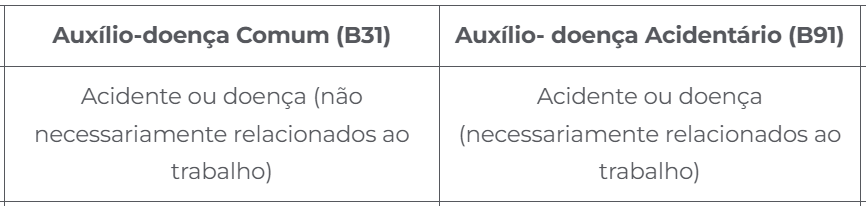 Auxílio-doença Comum (B31)
Auxílio- doença Acidentário (B91)
Acidente ou doença (não
necessariamente relacionados ao
trabalho)
Acidente ou doença
(necessariamente relacionados ao
trabalho)